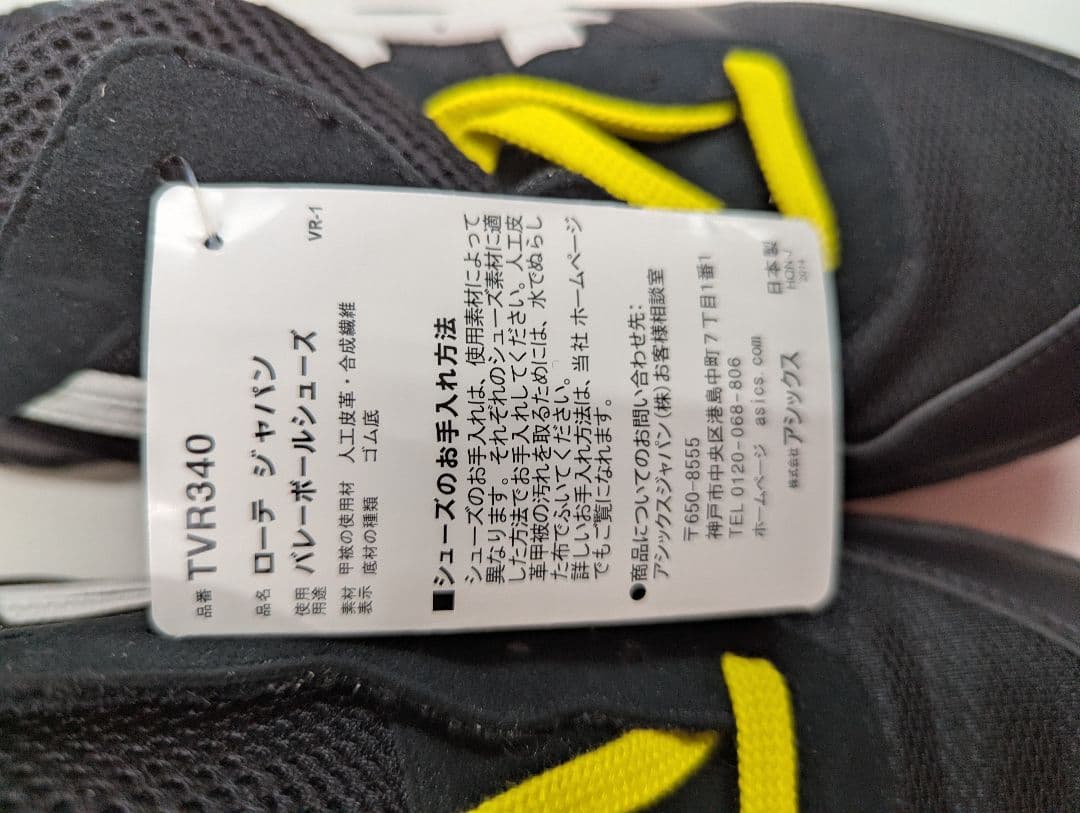 品番 TVR340
品名 ローテ ジャパン
使用用途 バレーボールシューズ
VR-1
素材表示 甲被の使用材 人工皮革・合成繊維
底材の種類 ゴム底
■シューズのお手入れ方法
シューズのお手入れは、使用素材によって
異なります。それぞれのシューズ素材に適
した方法でお手入れしてください。人工皮
革甲被の汚れを取るためには、水でぬらし
た布でふいてください。
詳しいお手入れ方法は、当社ホームページ
でもご覧になれます。
●商品についてのお問い合わせ先：
アシックスジャパン(株)お客様相談室
〒650-8555
神戸市中央区港島中町7丁目1番1
TEL 0120-068-806
ホームページ asics.com
株式会社アシックス
日本製
2014